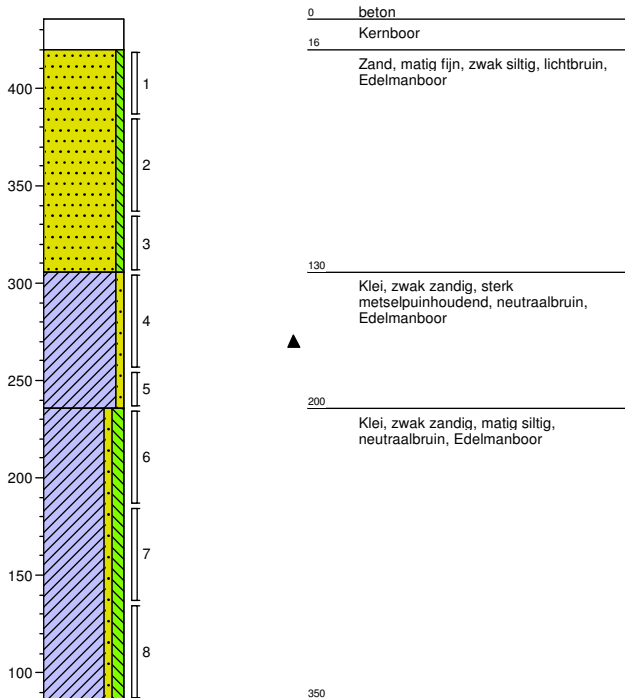 0 beton
Kernboor
16
Zand, matig fijn, zwak siltig, lichtbruin,
Edelmanboor
400
1
2
350
3
130
300
Klei, zwak zandig, sterk
metselpuinhoudend, neutraalbruin,
Edelmanboor
4
250
5
200
Klei, zwak zandig, matig siltig,
neutraalbruin, Edelmanboor
6
200
7
150
8
100
350